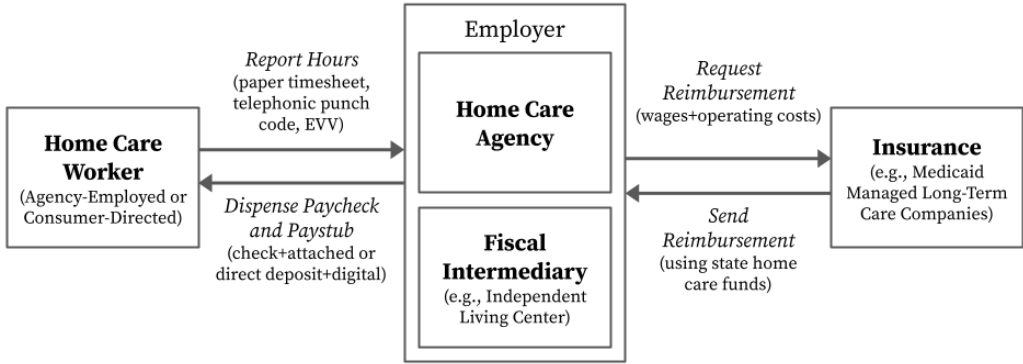 Home Care
Worker
(Agency-Employed or
Consumer-Directed)
Report Hours
(paper timesheet,
telephonic punch
code, EVV)
Dispense Paycheck
and Paystub
(check+attached or
direct deposit+digital)
Employer
Home Care
Agency
Fiscal
Intermediary
(e.g., Independent
Living Center)
Request
Reimbursement
(wages+operating costs)
Send
Reimbursement
(using state home
care funds)
Insurance
(e.g., Medicaid
Managed Long-Term
Care Companies)